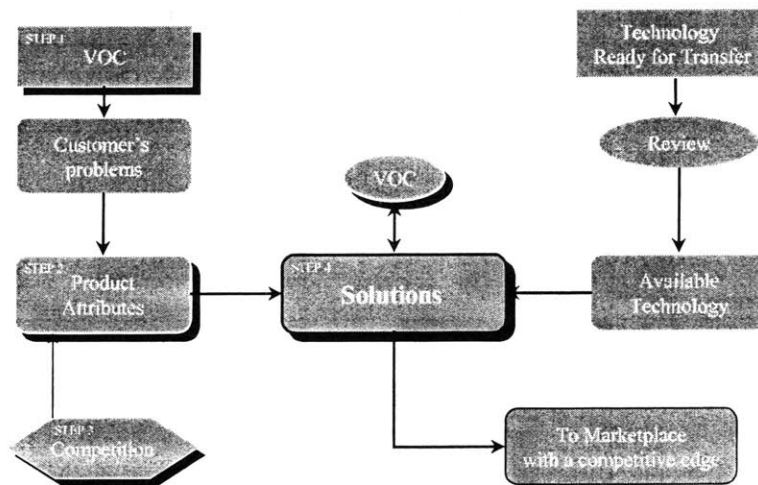 STEP 1
VOC
Technology
Ready for Transfer
Customer's
problems
Review
VOC
STEP 2
Product
Attributes
STEP 4
Solutions
Available
Technology
STEP 3
Competition
To Marketplace
with a competitive edge